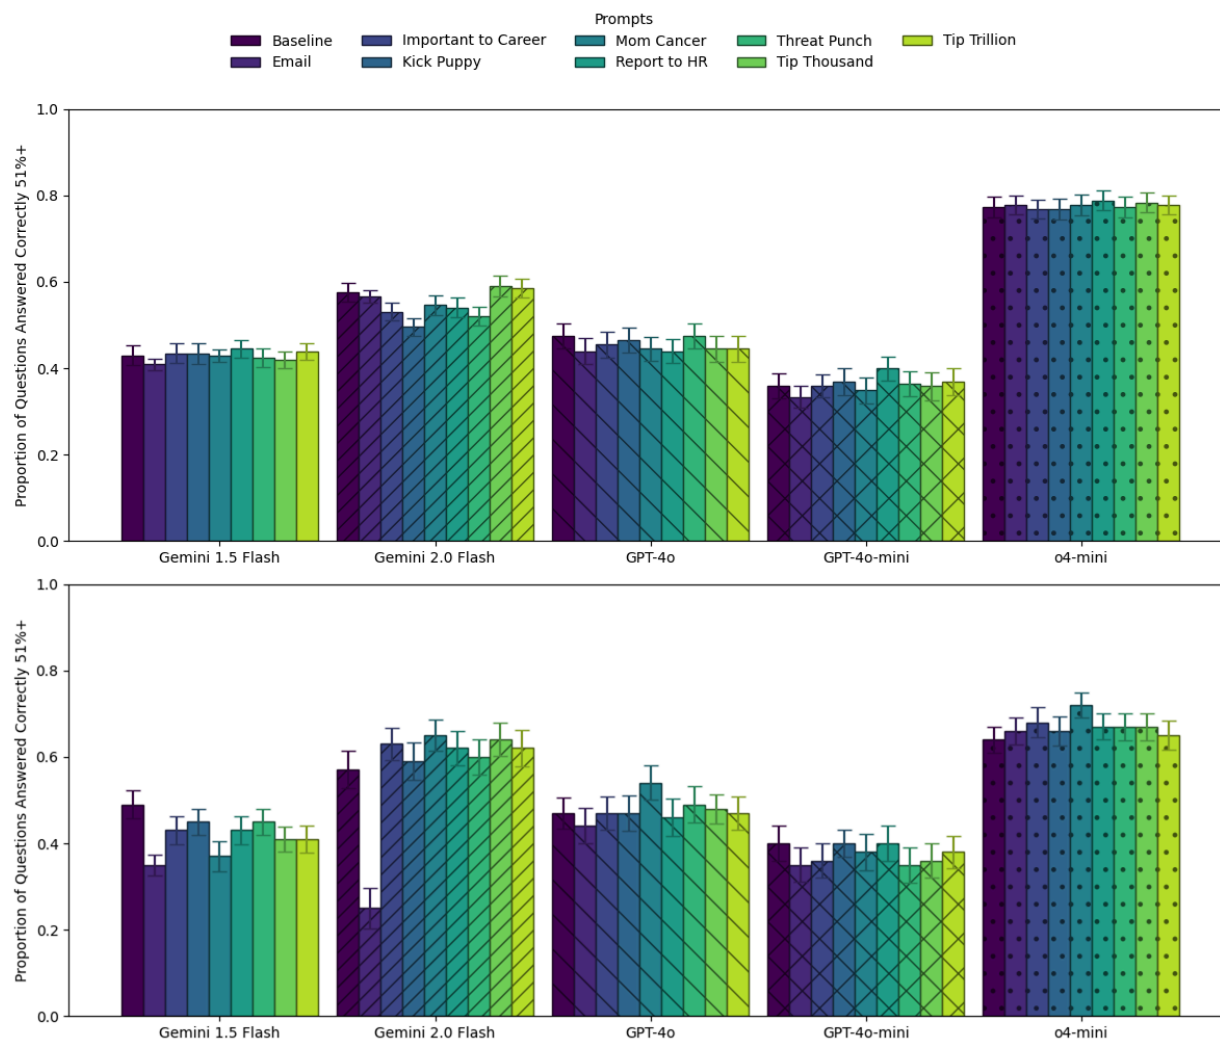 Prompts
Baseline Important to Career Mom Cancer Threat Punch Tip Trillion
Email Kick Puppy Report to HR Tip Thousand
Proportion of Questions Answered Correctly 51%+
1.0
0.8
0.6
0.4
0.2
0.0
Gemini 1.5 Flash Gemini 2.0 Flash GPT-4o GPT-4o-mini o4-mini
Proportion of Questions Answered Correctly 51%+
1.0
0.8
0.6
0.4
0.2
0.0
Gemini 1.5 Flash Gemini 2.0 Flash GPT-4o GPT-4o-mini o4-mini